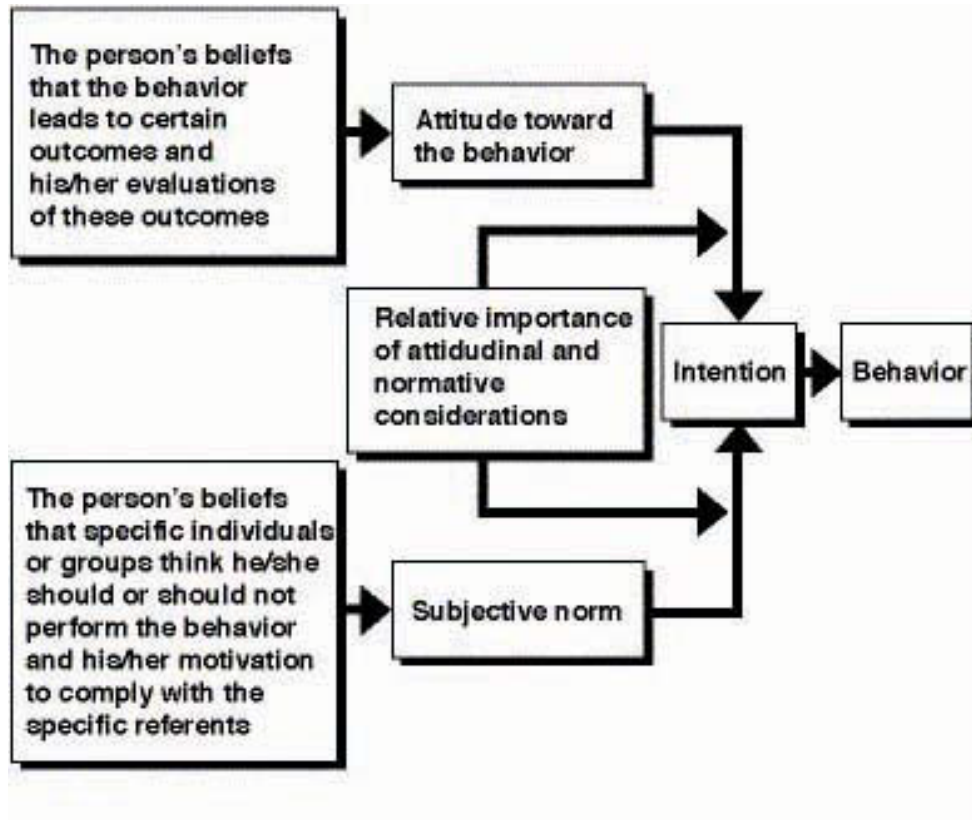 The person's beliefs
that the behavior
leads to certain
outcomes and
his/her evaluations
of these outcomes
Attitude toward
the behavior
Relative importance
of attidudinal and
normative
considerations
Intention
Behavior
The person's beliefs
that specific individuals
or groups think he/she
should or should not
perform the behavior
and his/her motivation
to comply with the
specific referents
Subjective norm